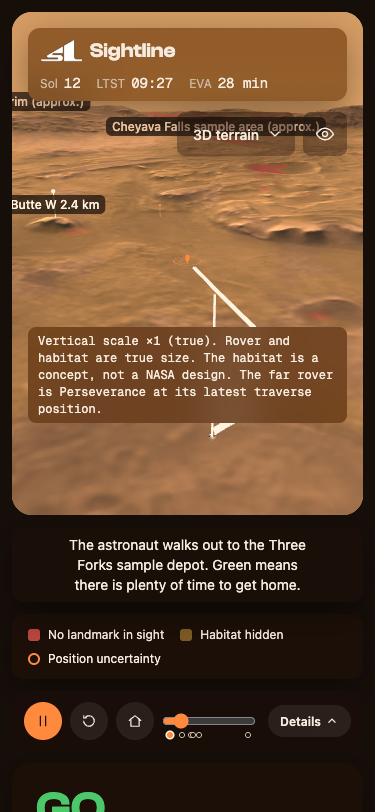 Sightline
Sol 12 LTST 09:27 EVA 28 min
rim (approx.)
Cheyava Falls sample area (approx.)
3D terrain
Butte W 2.4 km
Vertical scale ×1 (true). Rover and
habitat are true size. The habitat is a
concept, not a NASA design. The far rover
is Perseverance at its latest traverse
position.
The astronaut walks out to the Three
Forks sample depot. Green means
there is plenty of time to get home.
No landmark in sight Habitat hidden
Position uncertainty
Details
GO